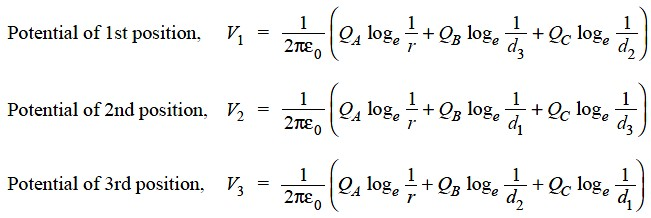 Potential of 1st position, V₁ = 1/2πε₀ (Q_A logₑ 1/r + Q_B logₑ 1/d₃ + Q_C logₑ 1/d₂)
Potential of 2nd position, V₂ = 1/2πε₀ (Q_A logₑ 1/r + Q_B logₑ 1/d₁ + Q_C logₑ 1/d₃)
Potential of 3rd position, V₃ = 1/2πε₀ (Q_A logₑ 1/r + Q_B logₑ 1/d₂ + Q_C logₑ 1/d₁)